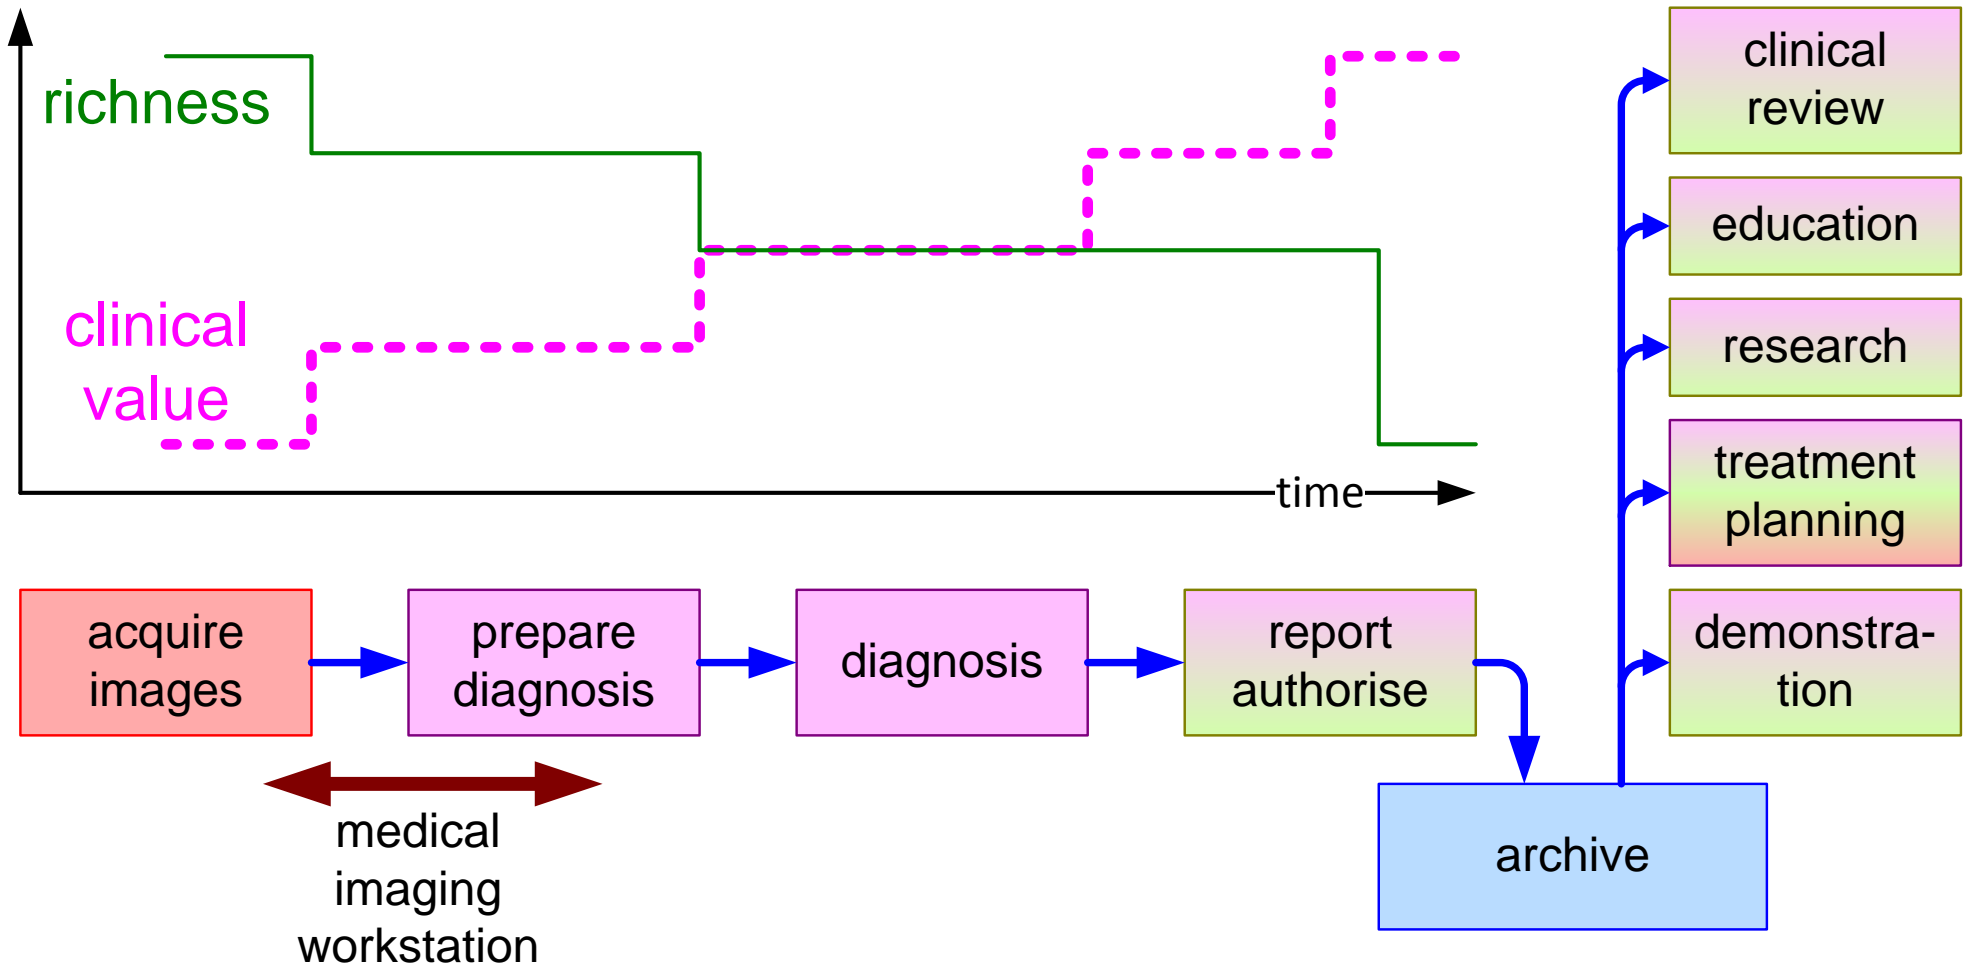 richness
clinical
value
time
acquire
images
prepare
diagnosis
diagnosis
report
authorise
medical
imaging
workstation
archive
clinical
review
education
research
treatment
planning
demonstra-
tion